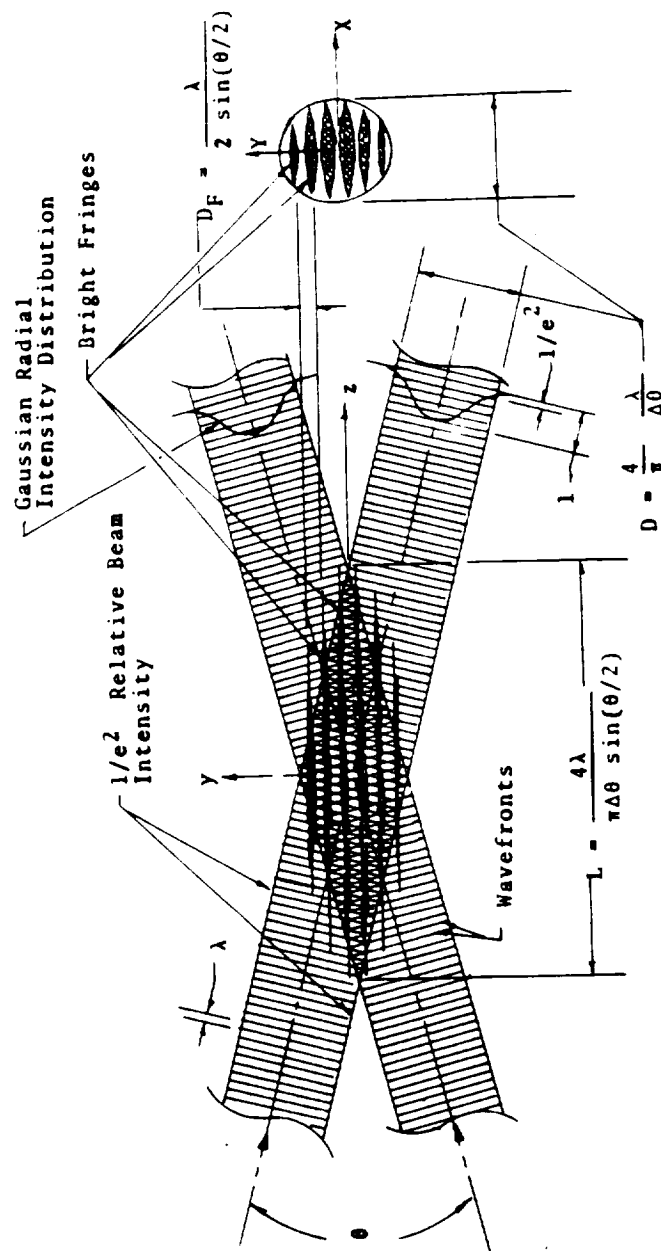 Gaussian Radial
Intensity Distribution
Bright Fringes
1/e² Relative Beam
Intensity
D_F = λ / (2 sin(θ/2))
λ
y
z
Y
X
θ
Wavefronts
1
1/e²
L = 4λ / (πΔθ sin(θ/2))
D = 4/π λ/Δθ